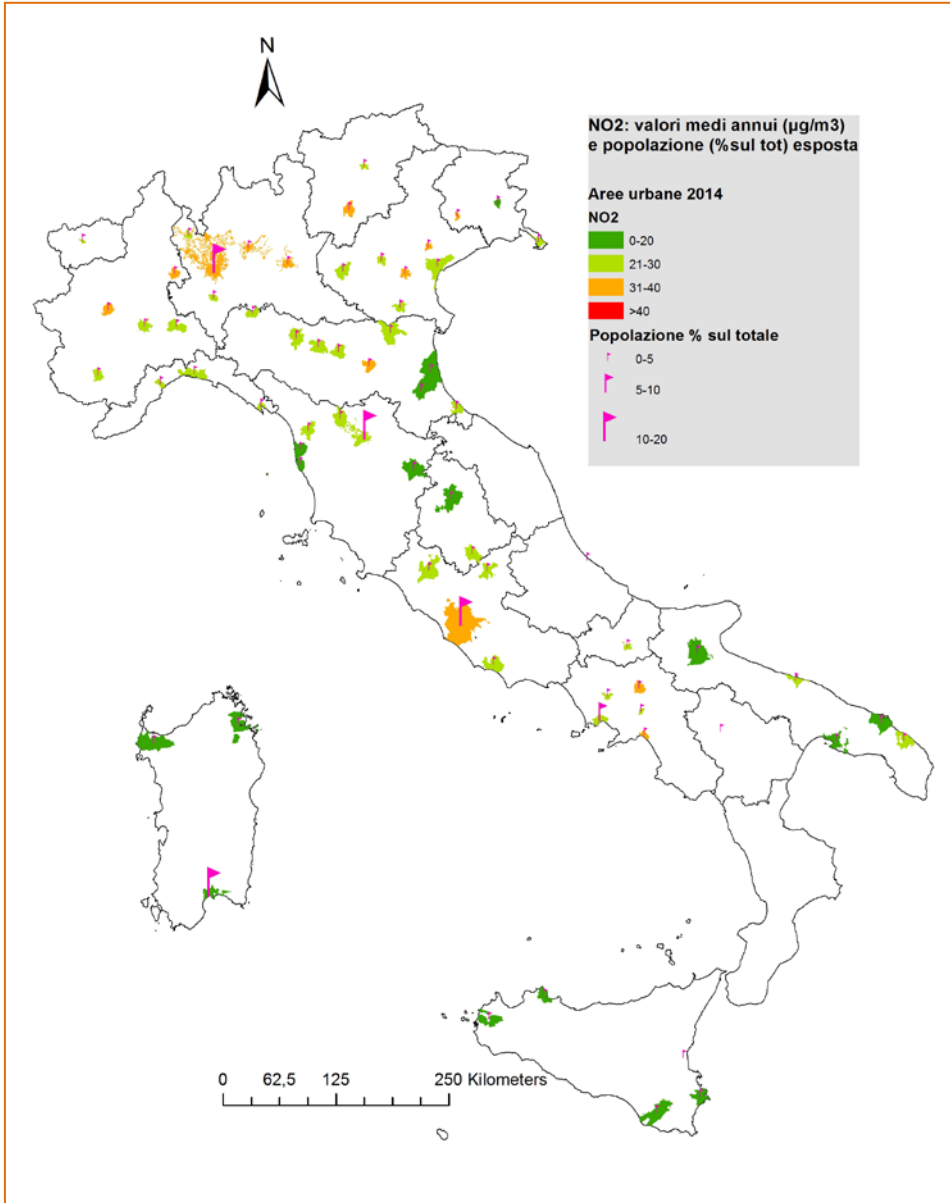 N
NO2: valori medi annui (µg/m3)
e popolazione (%sul tot) esposta
Aree urbane 2014
NO2
0-20
21-30
31-40
>40
Popolazione % sul totale
0-5
5-10
10-20
0 62,5 125 250 Kilometers